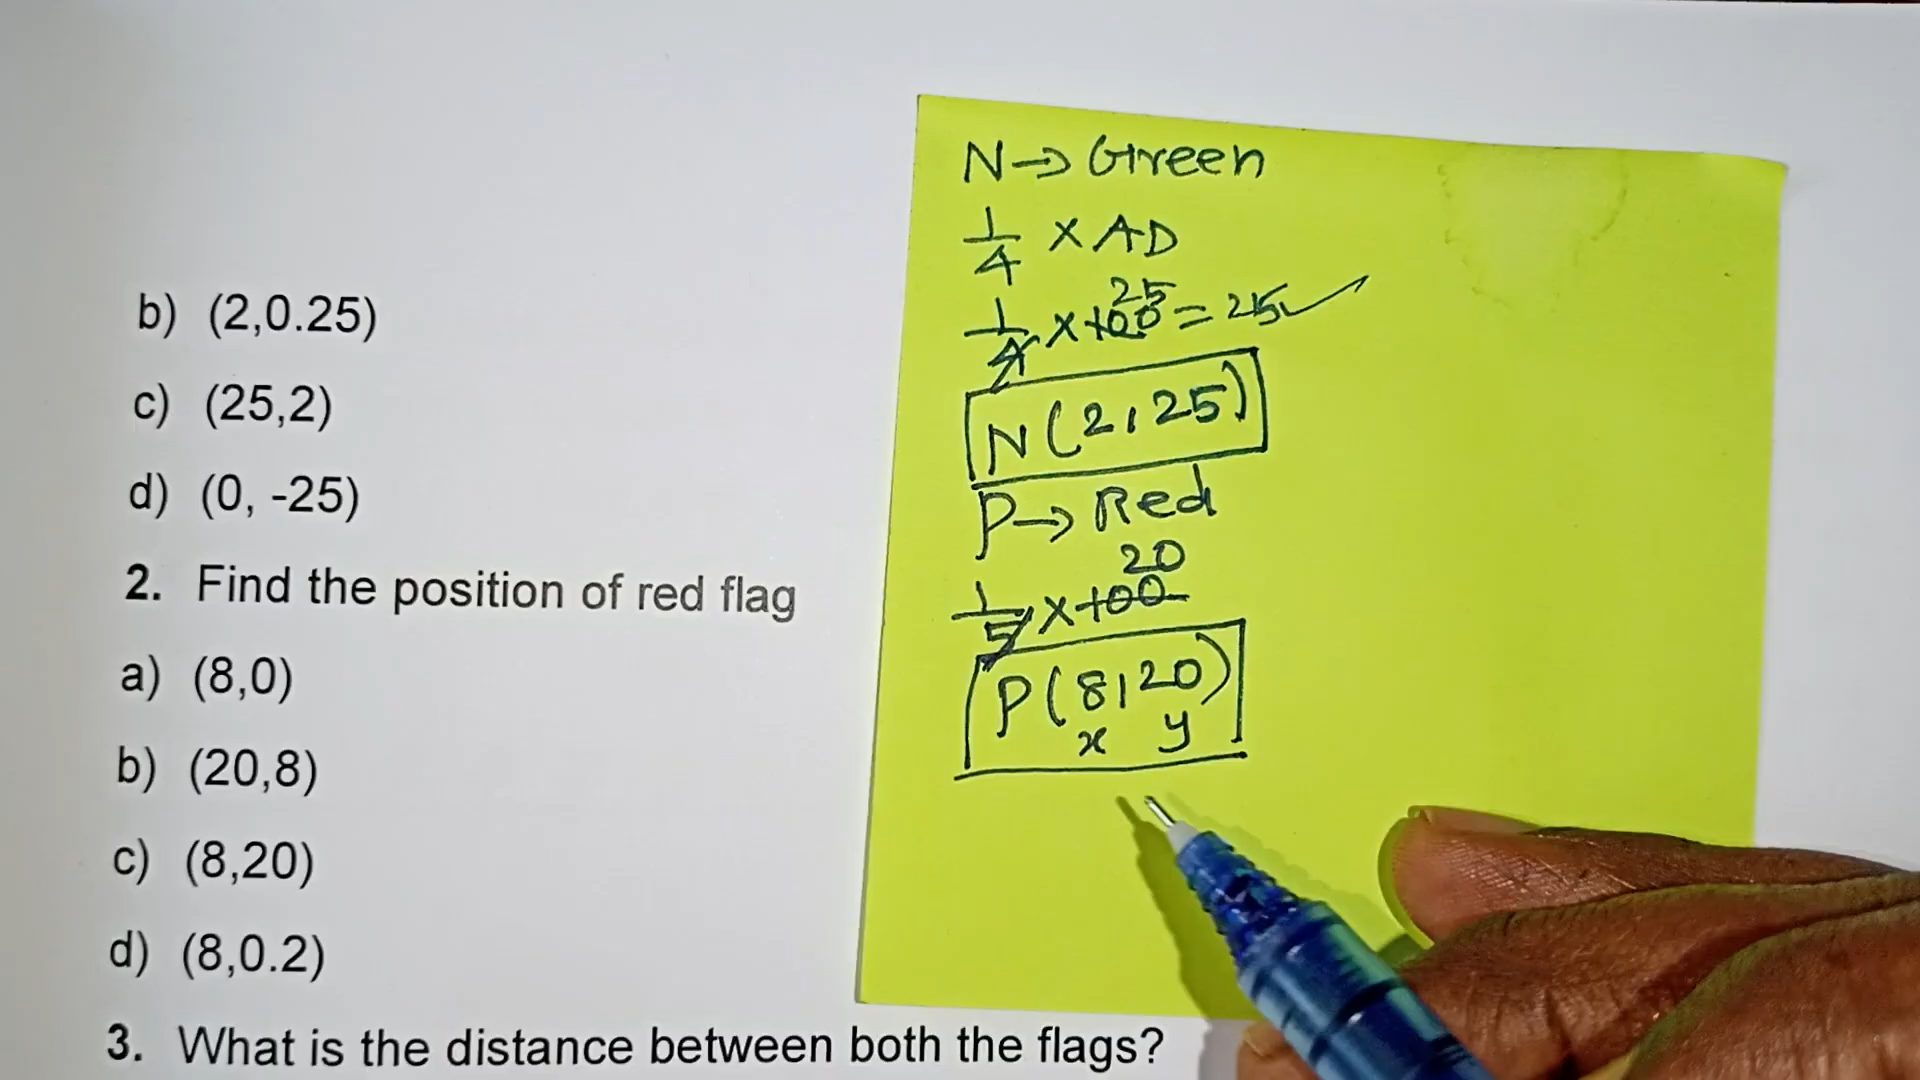 b) (2,0.25)
c) (25,2)
d) (0, -25)
2. Find the position of red flag
a) (8,0)
b) (20,8)
c) (8,20)
d) (8,0.2)
3. What is the distance between both the flags?
N→Green
1/4 × AD
25
1/4 × 100 = 25 ✓
N(2,25)
P→Red
20
1/5 × 100
P(8,20)
x y